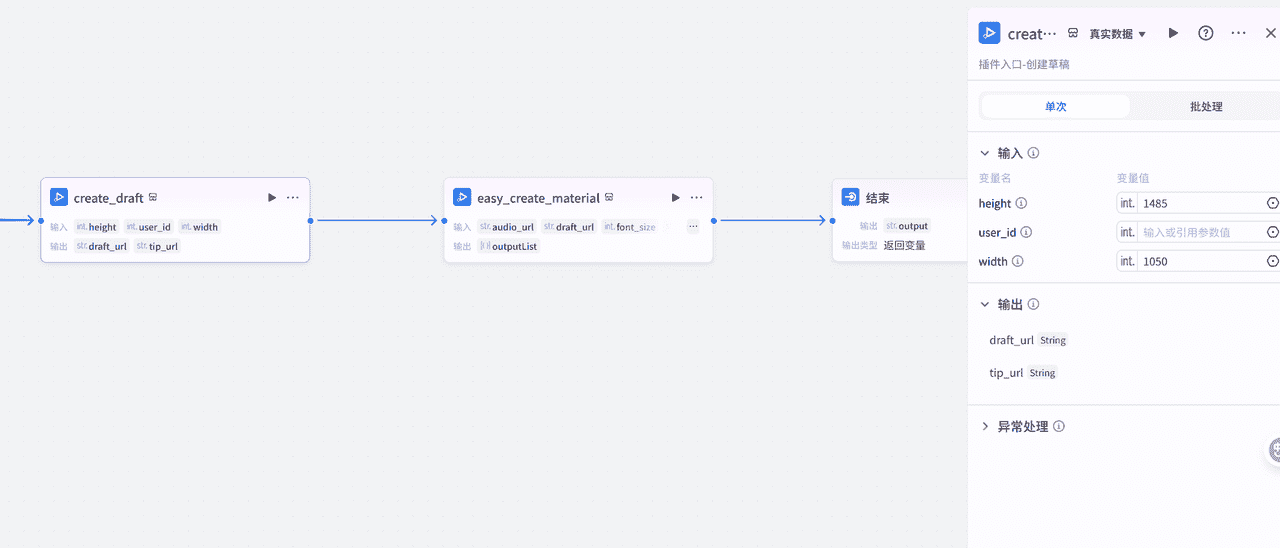 create_draft
输入 int.height int.user_id int.width
输出 str.draft_url str.tip_url
easy_create_material
输入 str.audio_url str.draft_url int.font_size
输出 outputList
结束
输出 str.output
输出类型 返回变量
creat··· 真实数据
插件入口-创建草稿
单次 批处理
输入
变量名 变量值
height int. 1485
user_id int. 输入或引用参数值
width int. 1050
输出
draft_url String
tip_url String
异常处理